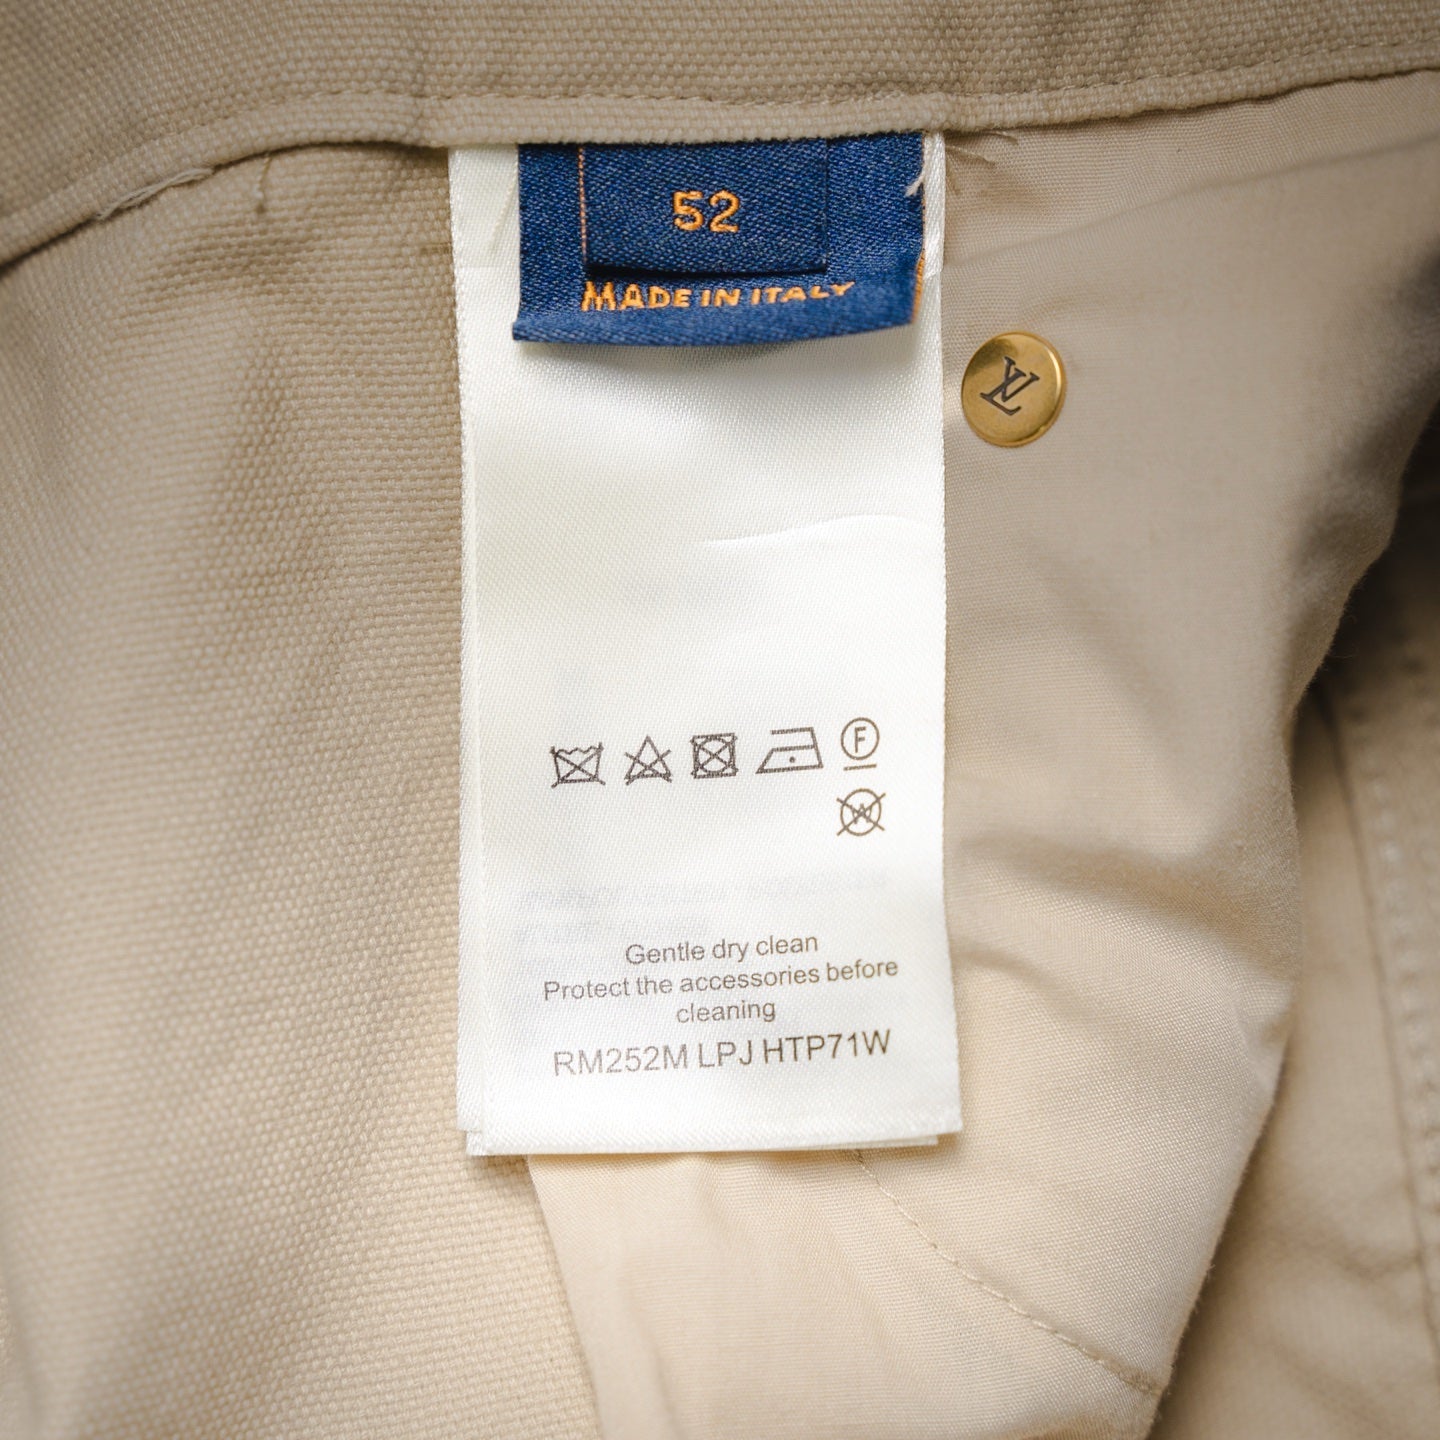 52
MADE IN ITALY
LV
F
W
Gentle dry clean
Protect the accessories before
cleaning
RM252M LPJ HTP71W